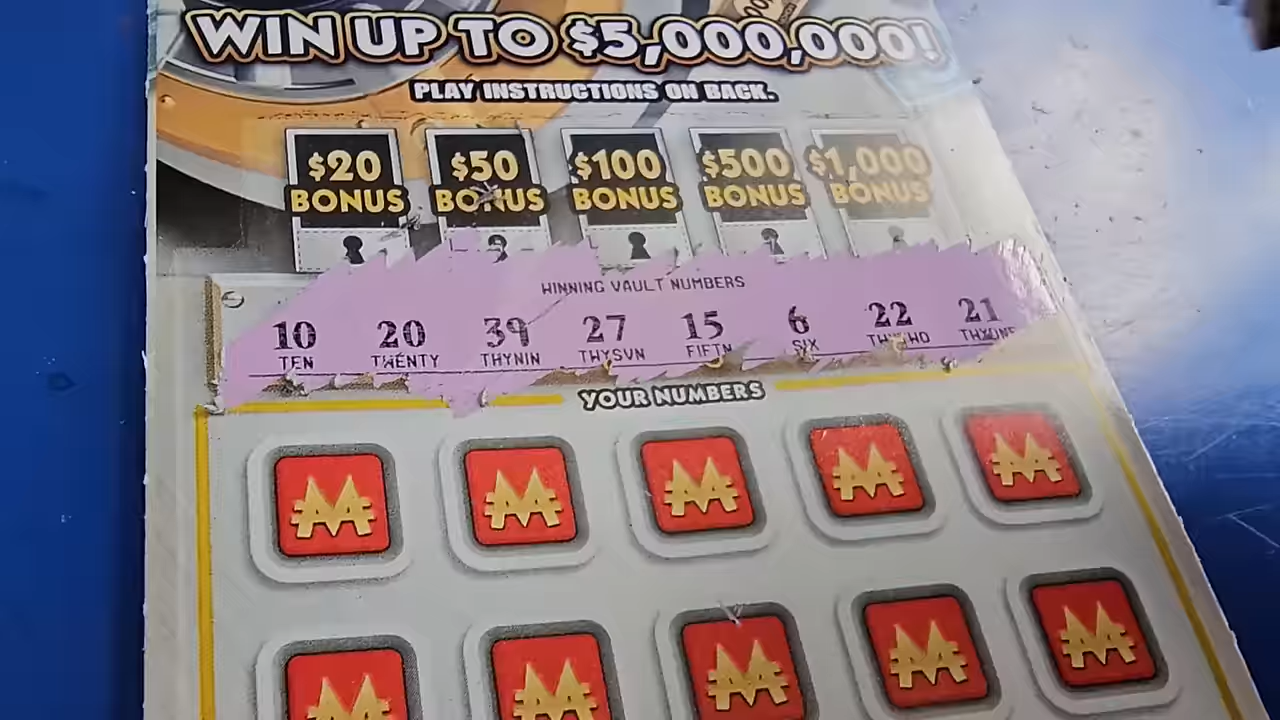 WIN UP TO $5,000,000!
PLAY INSTRUCTIONS ON BACK.
$20 BONUS
$50 BONUS
$100 BONUS
$500 BONUS
$1,000 BONUS
WINNING VAULT NUMBERS
10 20 39 27 15 6 22 21
TEN TWENTY THYNIN THYSVN FIFTN SIX THYONE
YOUR NUMBERS